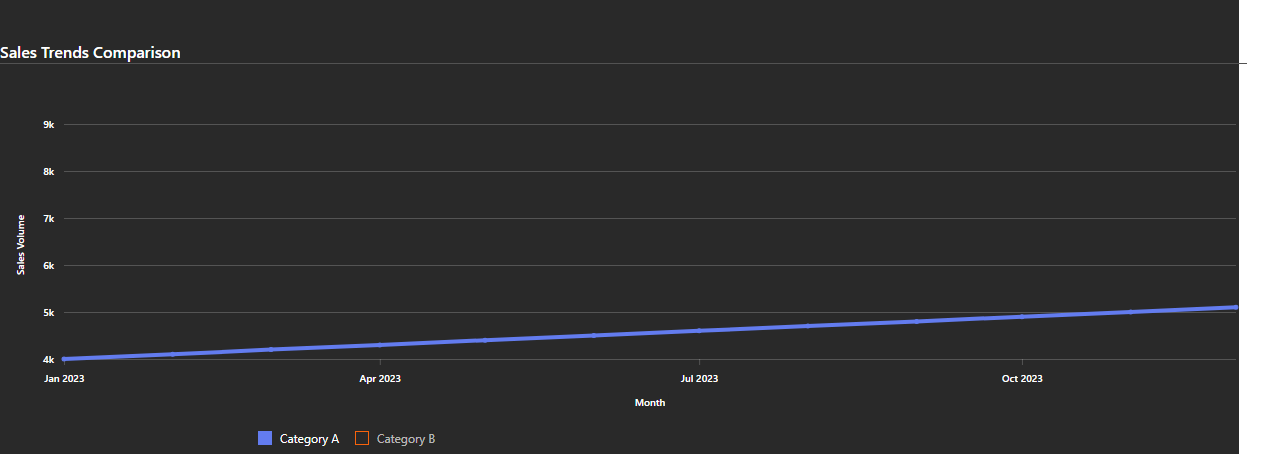 Sales Trends Comparison
9k
8k
7k
6k
5k
4k
Sales Volume
Jan 2023 Apr 2023 Jul 2023 Oct 2023
Month
Category A Category B